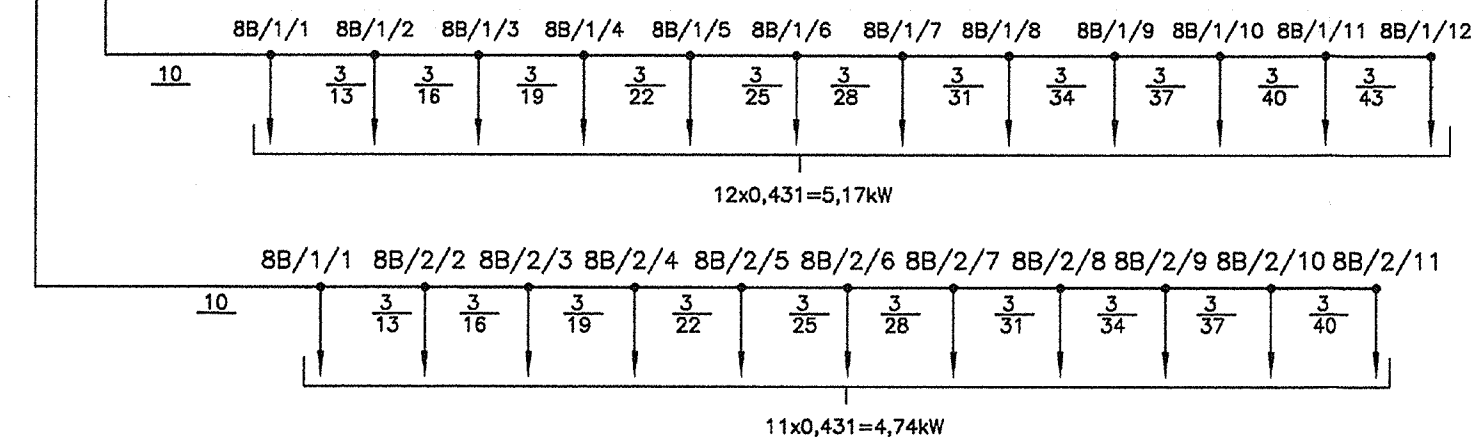 8B/1/1 8B/1/2 8B/1/3 8B/1/4 8B/1/5 8B/1/6 8B/1/7 8B/1/8 8B/1/9 8B/1/10 8B/1/11 8B/1/12
10 3 3 3 3 3 3 3 3 3 3 3
13 16 19 22 25 28 31 34 37 40 43
12x0,431=5,17kW
8B/1/1 8B/2/2 8B/2/3 8B/2/4 8B/2/5 8B/2/6 8B/2/7 8B/2/8 8B/2/9 8B/2/10 8B/2/11
10 3 3 3 3 3 3 3 3 3 3
13 16 19 22 25 28 31 34 37 40
11x0,431=4,74kW